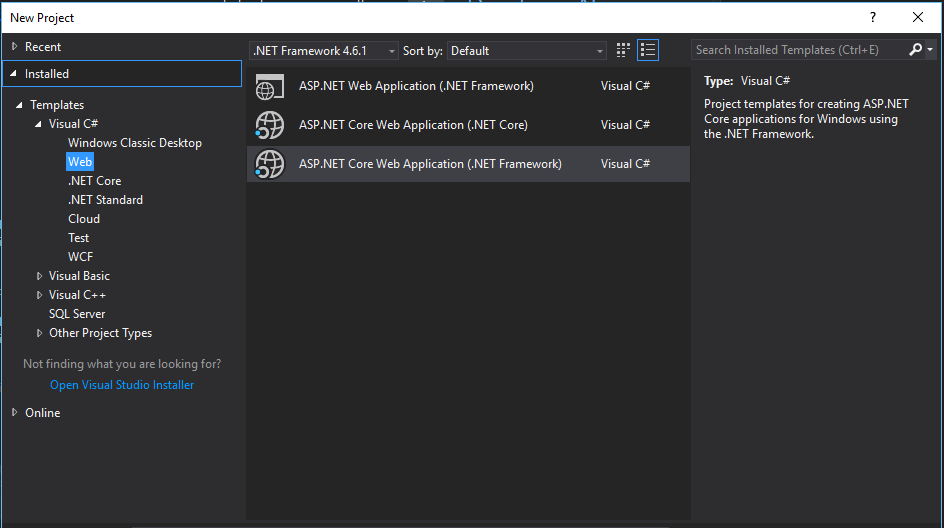 New Project
?
Recent
.NET Framework 4.6.1 Sort by: Default
Search Installed Templates (Ctrl+E)
Installed
Templates
Visual C#
Windows Classic Desktop
Web
.NET Core
.NET Standard
Cloud
Test
WCF
Visual Basic
Visual C++
SQL Server
Other Project Types
Not finding what you are looking for?
Open Visual Studio Installer
Online
ASP.NET Web Application (.NET Framework) Visual C#
ASP.NET Core Web Application (.NET Core) Visual C#
ASP.NET Core Web Application (.NET Framework) Visual C#
Type: Visual C#
Project templates for creating ASP.NET
Core applications for Windows using
the .NET Framework.